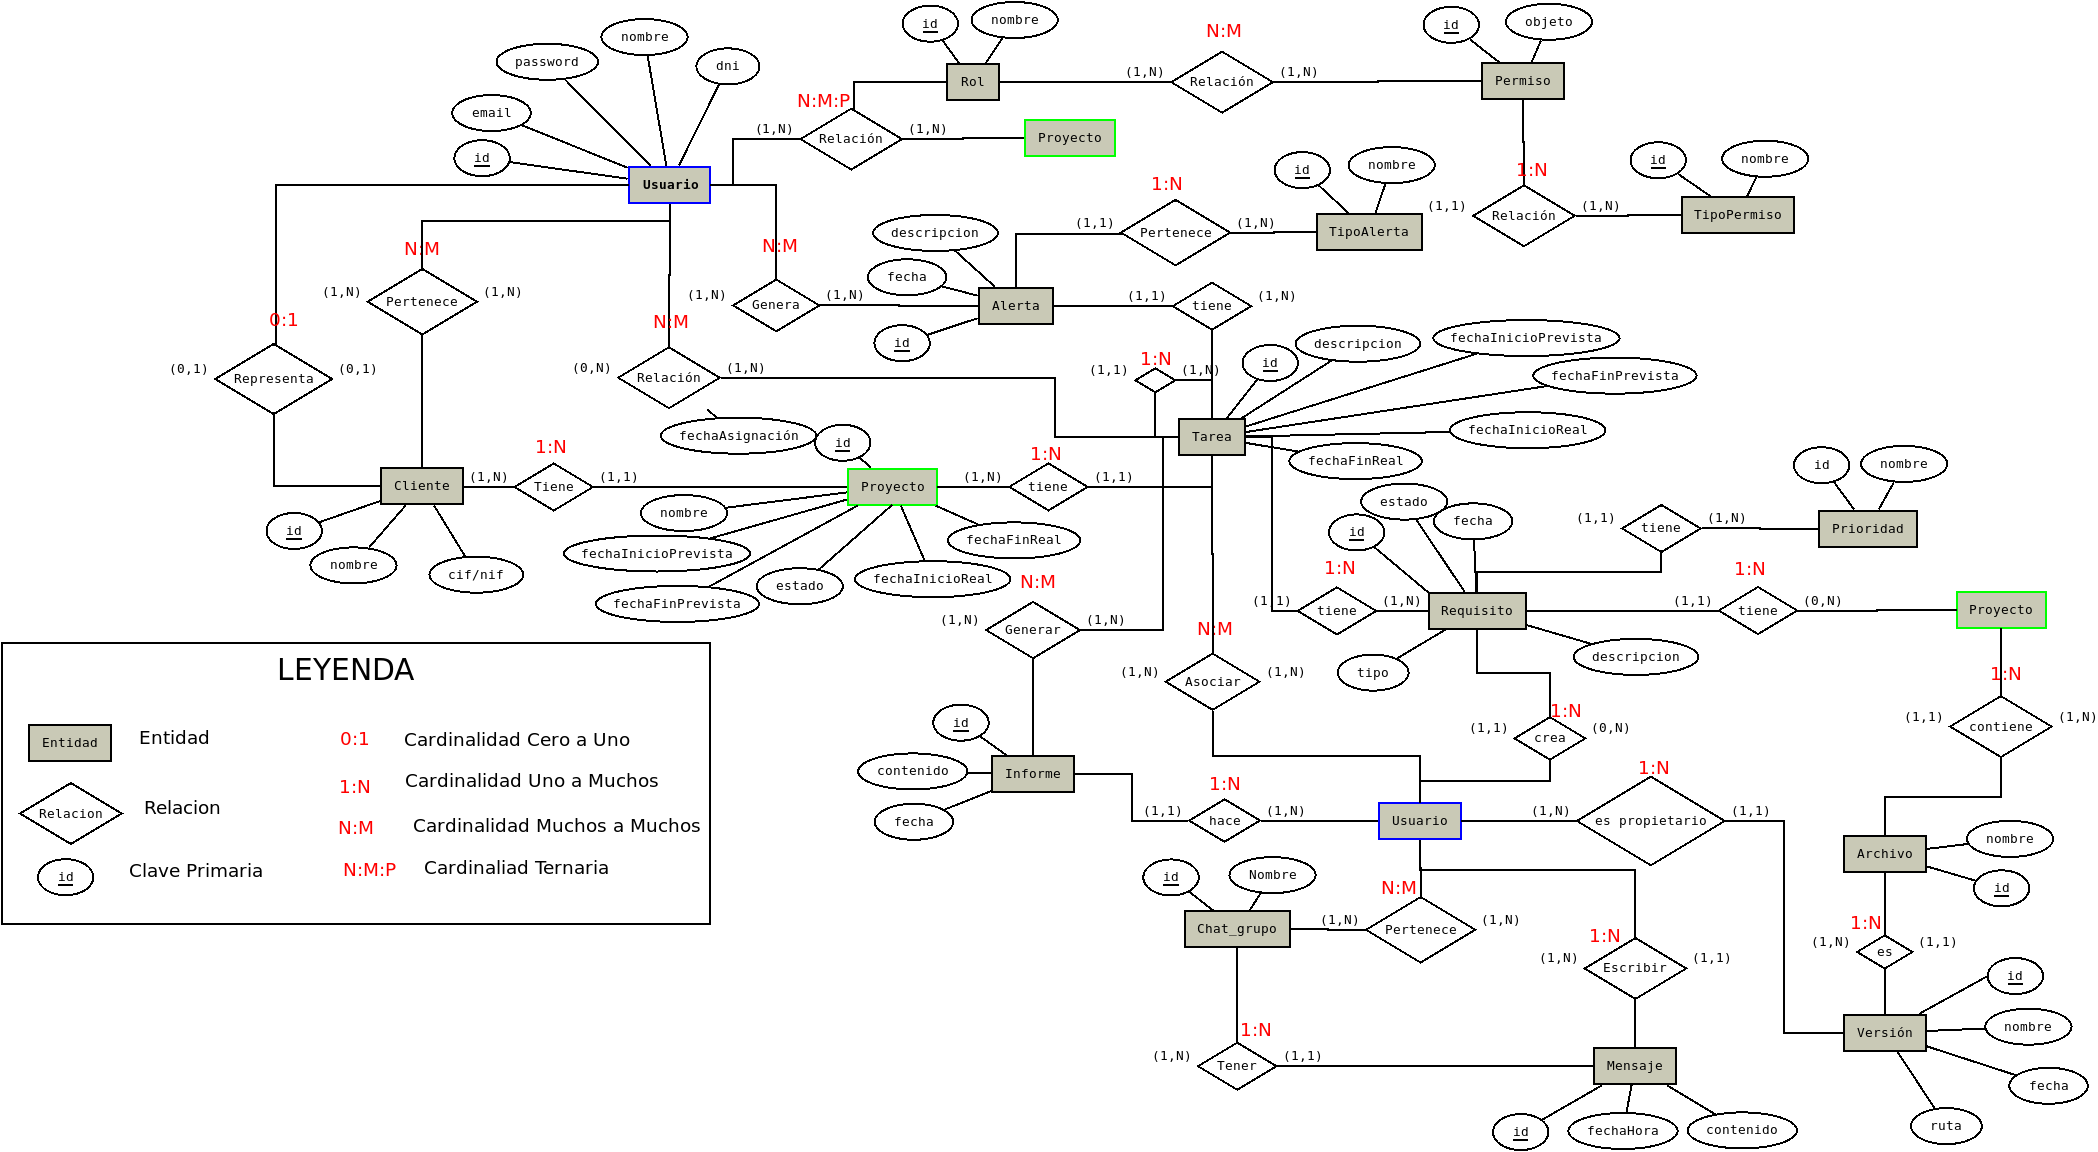 id
nombre
N:M
id
objeto
nombre
password
dni
Rol
(1,N)
Relación
(1,N)
Permiso
email
N:M:P
id
(1,N)
Relación
(1,N)
Proyecto
Usuario
id
nombre
1:N
id
nombre
1:N
(1,1)
Relación
(1,N)
TipoPermiso
descripcion
(1,1)
Pertenece
(1,N)
TipoAlerta
N:M
N:M
fecha
(1,N)
Pertenece
(1,N)
(1,N)
Genera
(1,N)
Alerta
(1,1)
tiene
(1,N)
id
0:1
N:M
(0,1)
Representa
(0,1)
(0,N)
Relación
(1,N)
1:N
(1,1)
(1,N)
id
descripcion
fechaInicioPrevista
fechaFinPrevista
fechaInicioReal
fechaFinReal
Tarea
fechaAsignación
id
1:N
1:N
Cliente
(1,N)
Tiene
(1,1)
Proyecto
(1,N)
tiene
(1,1)
id
nombre
cif/nif
nombre
fechaInicioPrevista
fechaFinPrevista
estado
fechaInicioReal
fechaFinReal
estado
id
fecha
(1,1)
tiene
(1,N)
Prioridad
id
nombre
N:M
(1,N)
Generar
(1,N)
N:M
1:N
(1,1)
tiene
(1,N)
Requisito
1:N
(1,1)
tiene
(0,N)
Proyecto
tipo
descripcion
(1,N)
Asociar
(1,N)
1:N
(1,1)
crea
(0,N)
1:N
(1,1)
contiene
(1,N)
LEYENDA
Entidad
Entidad
0:1
Cardinalidad Cero a Uno
1:N
Cardinalidad Uno a Muchos
Relacion
Relacion
N:M
Cardinalidad Muchos a Muchos
id
Clave Primaria
N:M:P
Cardinaliad Ternaria
id
contenido
fecha
Informe
1:N
(1,1)
hace
(1,N)
Usuario
1:N
(1,N)
es propietario
(1,1)
Archivo
nombre
id
id
Nombre
N:M
Chat_grupo
(1,N)
Pertenece
(1,N)
1:N
(1,N)
Escribir
(1,1)
1:N
(1,N)
es
(1,1)
id
nombre
fecha
ruta
Versión
1:N
(1,N)
Tener
(1,1)
Mensaje
id
fechaHora
contenido